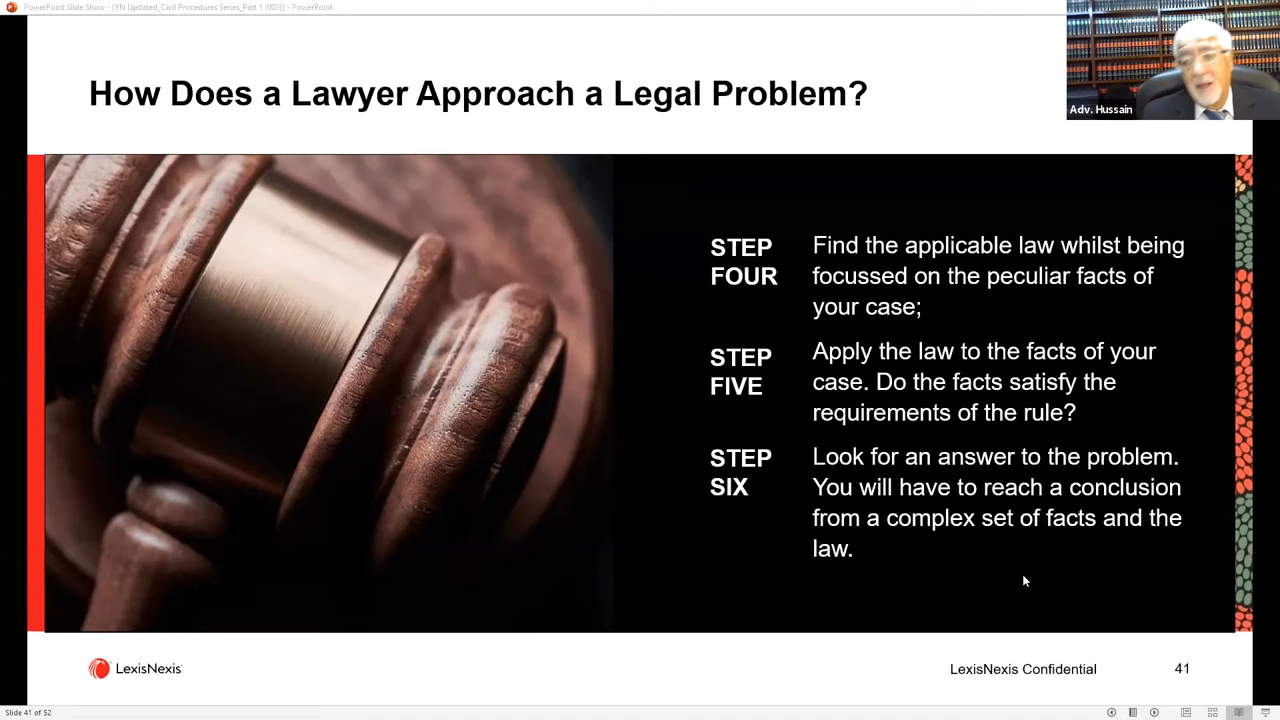 PowerPoint Slide Show - [YN Updated_Civil Procedures Series_Part 1 (003)] - PowerPoint
How Does a Lawyer Approach a Legal Problem?
Adv. Hussain
STEP FOUR
Find the applicable law whilst being
focussed on the peculiar facts of
your case;
STEP FIVE
Apply the law to the facts of your
case. Do the facts satisfy the
requirements of the rule?
STEP SIX
Look for an answer to the problem.
You will have to reach a conclusion
from a complex set of facts and the
law.
LexisNexis
LexisNexis Confidential
41
Slide 41 of 52